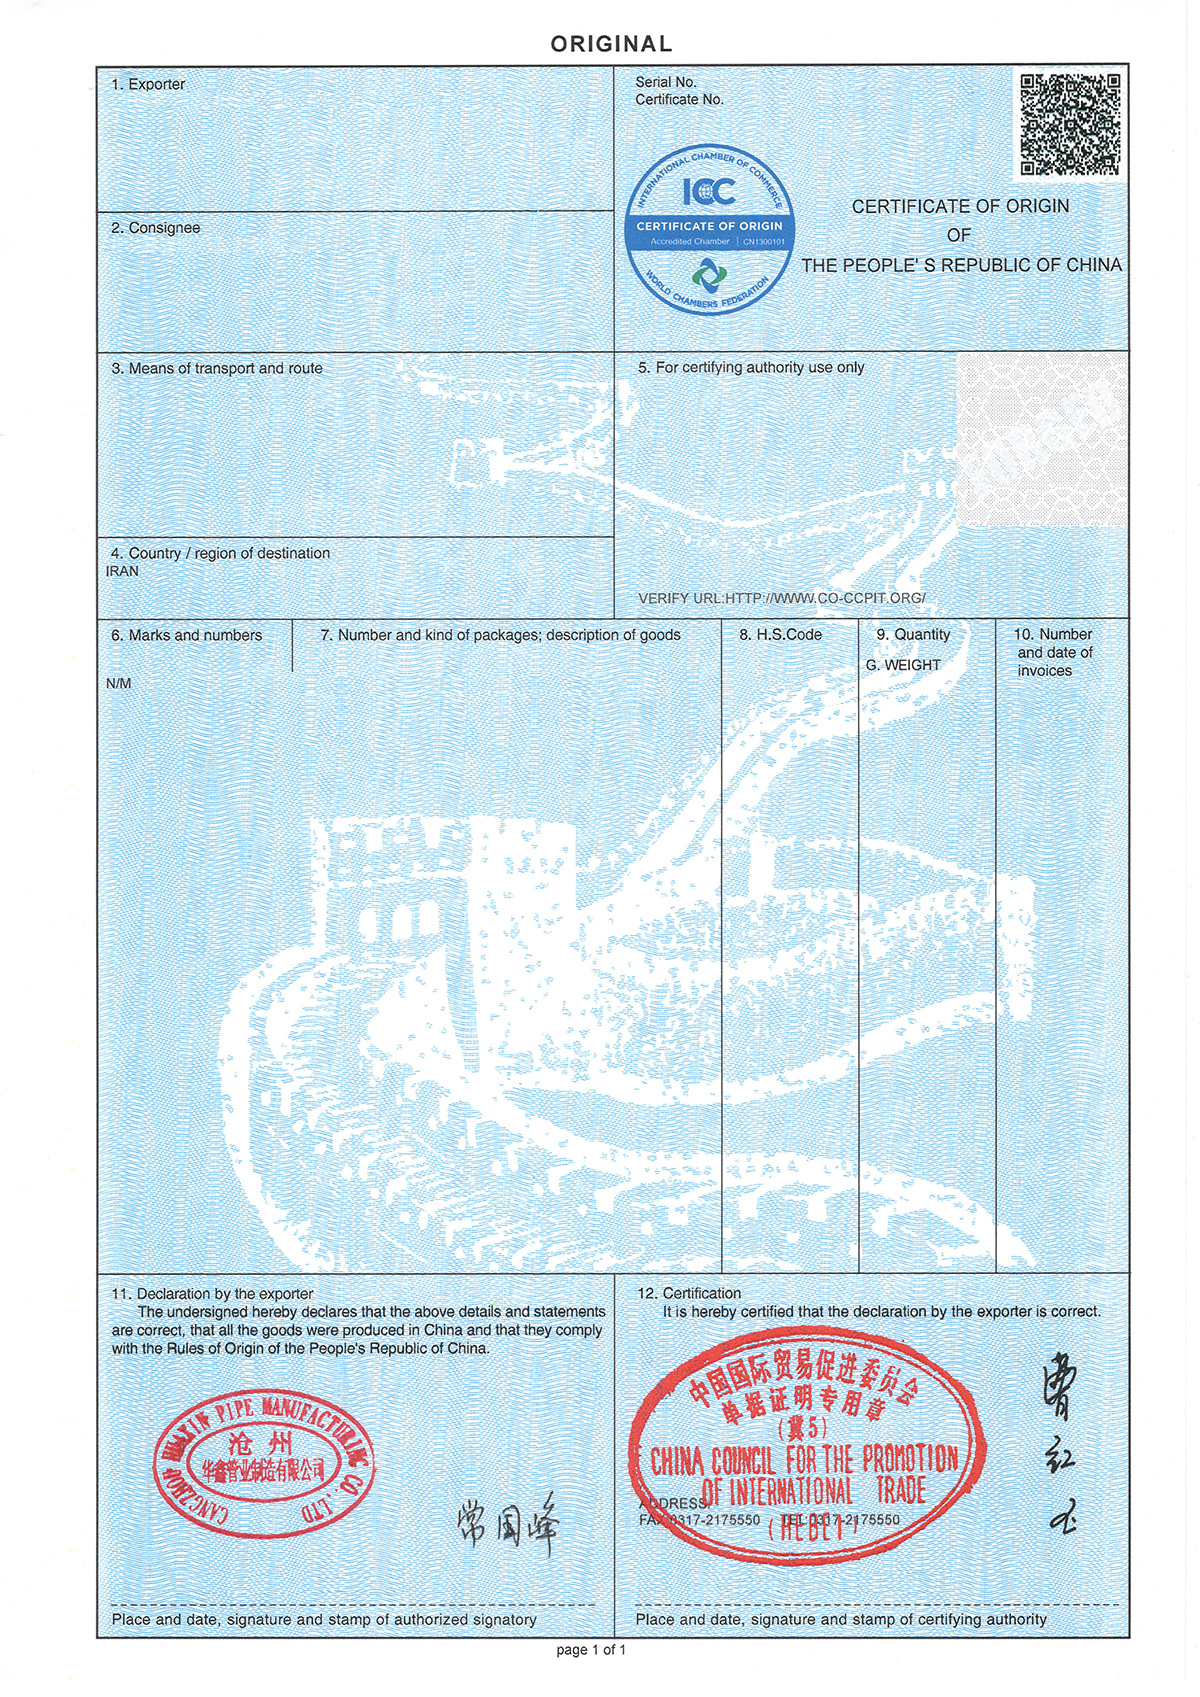 ORIGINAL
1. Exporter
Serial No.
Certificate No.
INTERNATIONAL CHAMBER OF COMMERCE
ICC
CERTIFICATE OF ORIGIN
Accredited Chamber | CN1300101
WORLD CHAMBERS FEDERATION
CERTIFICATE OF ORIGIN
OF
THE PEOPLE' S REPUBLIC OF CHINA
2. Consignee
3. Means of transport and route
5. For certifying authority use only
4. Country / region of destination
IRAN
VERIFY URL:HTTP://WWW.CO-CCPIT.ORG/
6. Marks and numbers
7. Number and kind of packages; description of goods
8. H.S.Code
9. Quantity
10. Number
and date of
invoices
G. WEIGHT
N/M
11. Declaration by the exporter
The undersigned hereby declares that the above details and statements
are correct, that all the goods were produced in China and that they comply
with the Rules of Origin of the People's Republic of China.
CANGZHOU HUAXIN PIPE MANUFACTURING CO., LTD
沧州
华鑫管业制造有限公司
常国峰
Place and date, signature and stamp of authorized signatory
12. Certification
It is hereby certified that the declaration by the exporter is correct.
中国国际贸易促进委员会
单据证明专用章
(冀5)
CHINA COUNCIL FOR THE PROMOTION
OF INTERNATIONAL TRADE
(HEBEI)
ADDRESS:
FAX:0317-2175550 TEL:0317-2175550
Place and date, signature and stamp of certifying authority
page 1 of 1